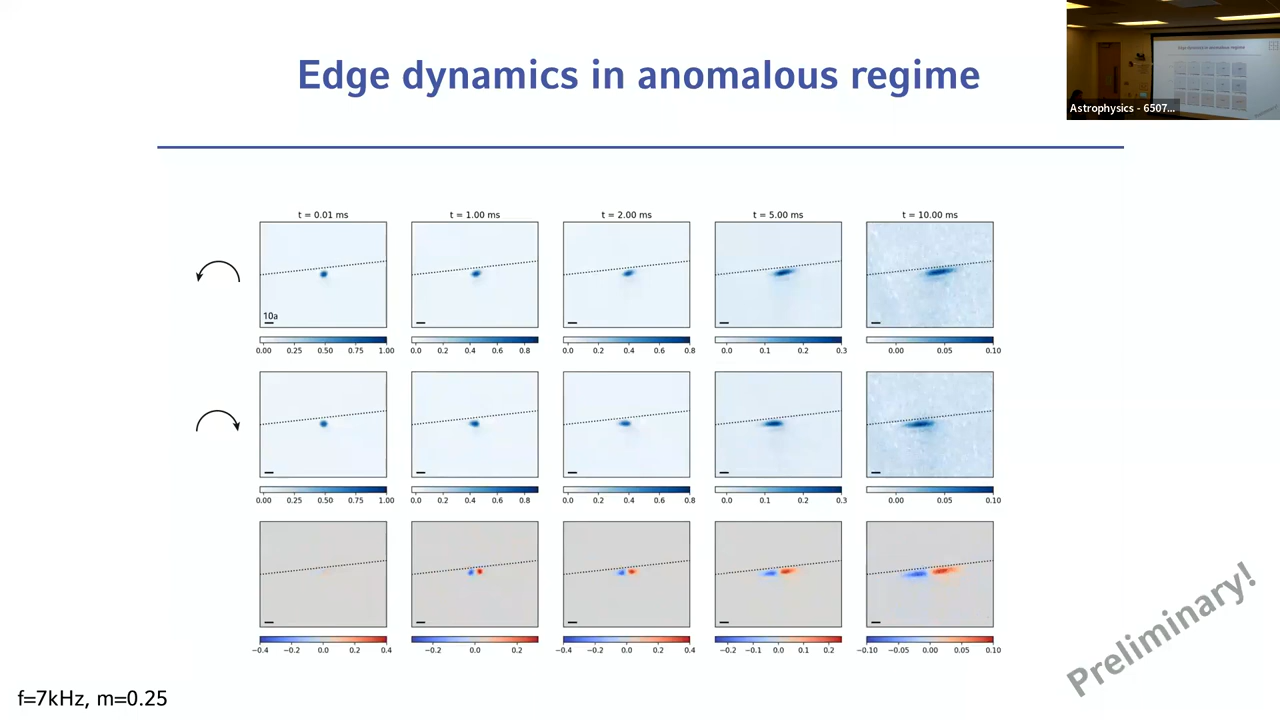 Edge dynamics in anomalous regime
Astrophysics - 6507...
t = 0.01 ms t = 1.00 ms t = 2.00 ms t = 5.00 ms t = 10.00 ms
10a
0.00 0.25 0.50 0.75 1.00 0.0 0.2 0.4 0.6 0.8 0.0 0.2 0.4 0.6 0.8 0.0 0.1 0.2 0.3 0.00 0.05 0.10
0.00 0.25 0.50 0.75 1.00 0.0 0.2 0.4 0.6 0.8 0.0 0.2 0.4 0.6 0.8 0.0 0.1 0.2 0.3 0.00 0.05 0.10
−0.4 −0.2 0.0 0.2 0.4 −0.2 0.0 0.2 −0.4 −0.2 0.0 0.2 0.4 −0.2 −0.1 0.0 0.1 0.2 −0.10 −0.05 0.00 0.05 0.10
Preliminary!
f=7kHz, m=0.25